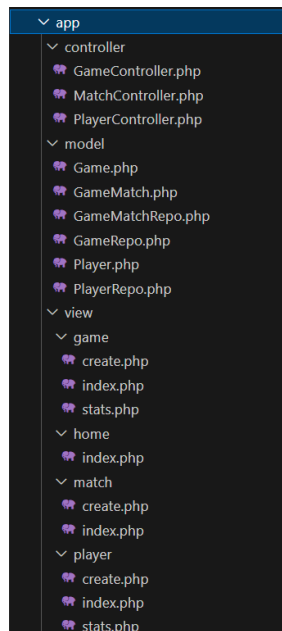 app
controller
GameController.php
MatchController.php
PlayerController.php
model
Game.php
GameMatch.php
GameMatchRepo.php
GameRepo.php
Player.php
PlayerRepo.php
view
game
create.php
index.php
stats.php
home
index.php
match
create.php
index.php
player
create.php
index.php
stats.php